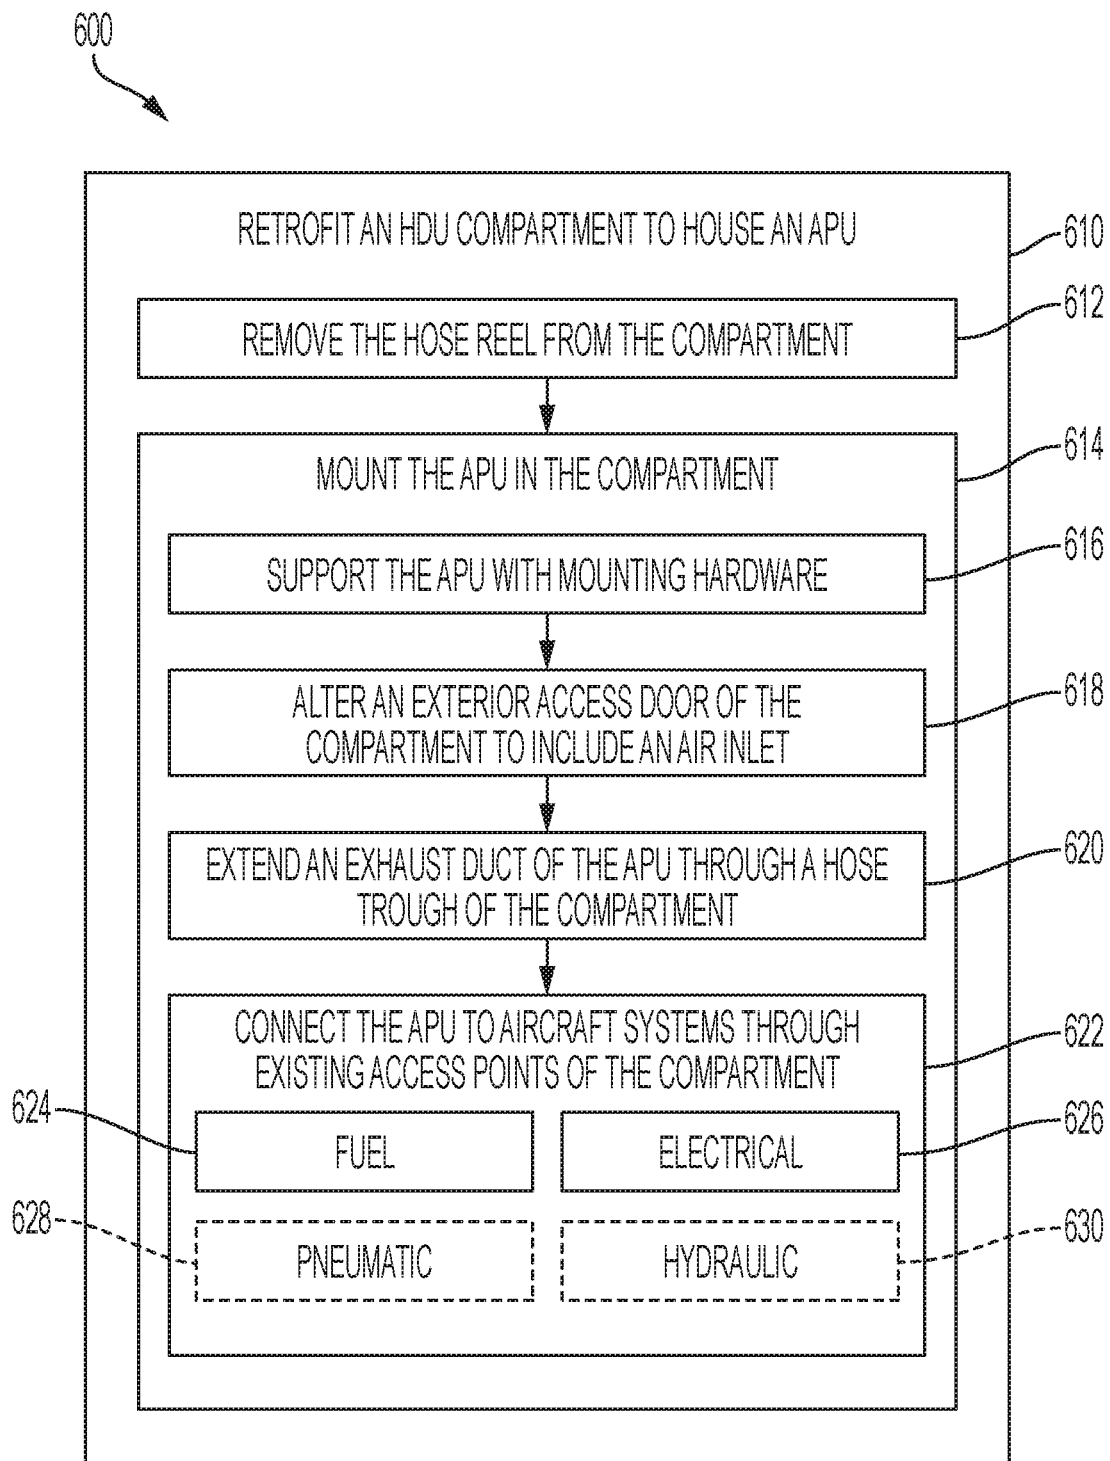 600
RETROFIT AN HDU COMPARTMENT TO HOUSE AN APU
610
612
REMOVE THE HOSE REEL FROM THE COMPARTMENT
614
MOUNT THE APU IN THE COMPARTMENT
616
SUPPORT THE APU WITH MOUNTING HARDWARE
618
ALTER AN EXTERIOR ACCESS DOOR OF THE
COMPARTMENT TO INCLUDE AN AIR INLET
620
EXTEND AN EXHAUST DUCT OF THE APU THROUGH A HOSE
TROUGH OF THE COMPARTMENT
622
CONNECT THE APU TO AIRCRAFT SYSTEMS THROUGH
EXISTING ACCESS POINTS OF THE COMPARTMENT
624
FUEL
626
ELECTRICAL
628
PNEUMATIC
630
HYDRAULIC